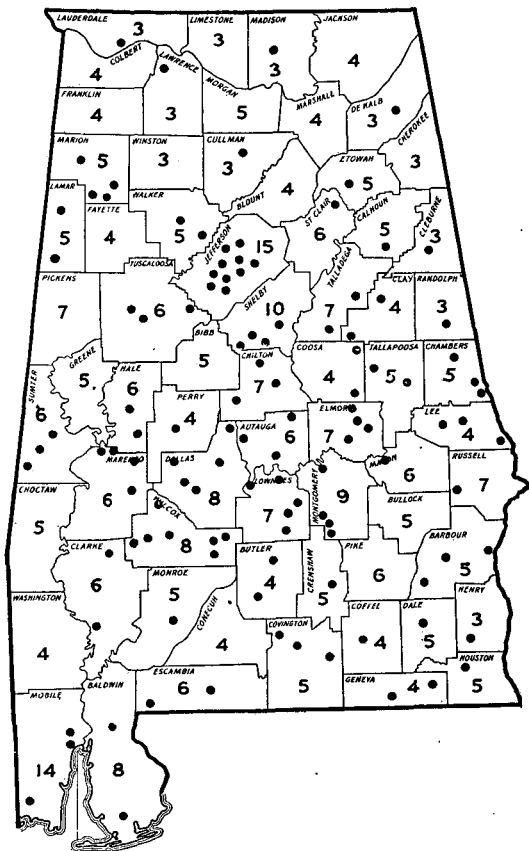 LAUDERDALE 3
LIMESTONE 3
MADISON 3
JACKSON 4
COLBERT 4
LAWRENCE 3
MORGAN 5
FRANKLIN 4
MARSHALL 4
DE KALB 3
CHEROKEE 3
MARION 5
WINSTON 3
CULLMAN 3
BLOUNT 4
ETOWAH 5
LAMAR 5
FAYETTE 4
WALKER 5
JEFFERSON 15
ST CLAIR 6
CALHOUN 5
CLEBURNE 3
PICKENS 7
TUSCALOOSA 6
SHELBY 10
TALLADEGA 7
CLAY 4
RANDOLPH 3
BIBB 5
GREENE 5
HALE 6
SUMTER 6
PERRY 4
CHILTON 7
COOSA 4
TALLAPOOSA 5
CHAMBERS 5
AUTAUGA 6
ELMORE 7
LEE 4
MARENGO 6
DALLAS 8
LOWNDES 7
MONTGOMERY 9
MACON 6
RUSSELL 7
CHOCTAW 5
WILCOX 8
BULLOCK 5
CLARKE 6
MONROE 5
BUTLER 4
CRENSHAW 5
PIKE 6
BARBOUR 5
WASHINGTON 4
CONECUH 4
COVINGTON 5
COFFEE 4
DALE 5
HENRY 3
ESCAMBIA 6
GENEVA 4
HOUSTON 5
MOBILE 14
BALDWIN 8